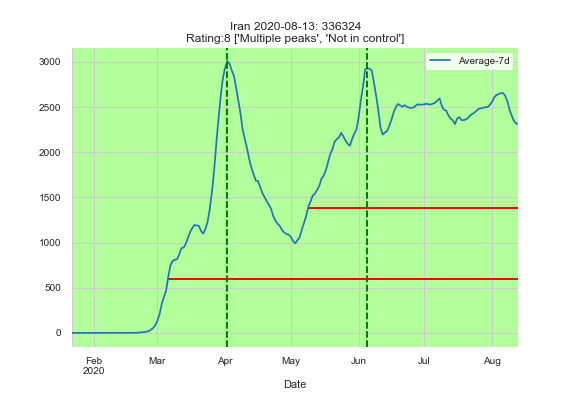 Iran 2020-08-13: 336324
Rating:8 ['Multiple peaks', 'Not in control']
Average-7d
3000
2500
2000
1500
1000
500
0
Feb
2020
Mar
Apr
May
Jun
Jul
Aug
Date